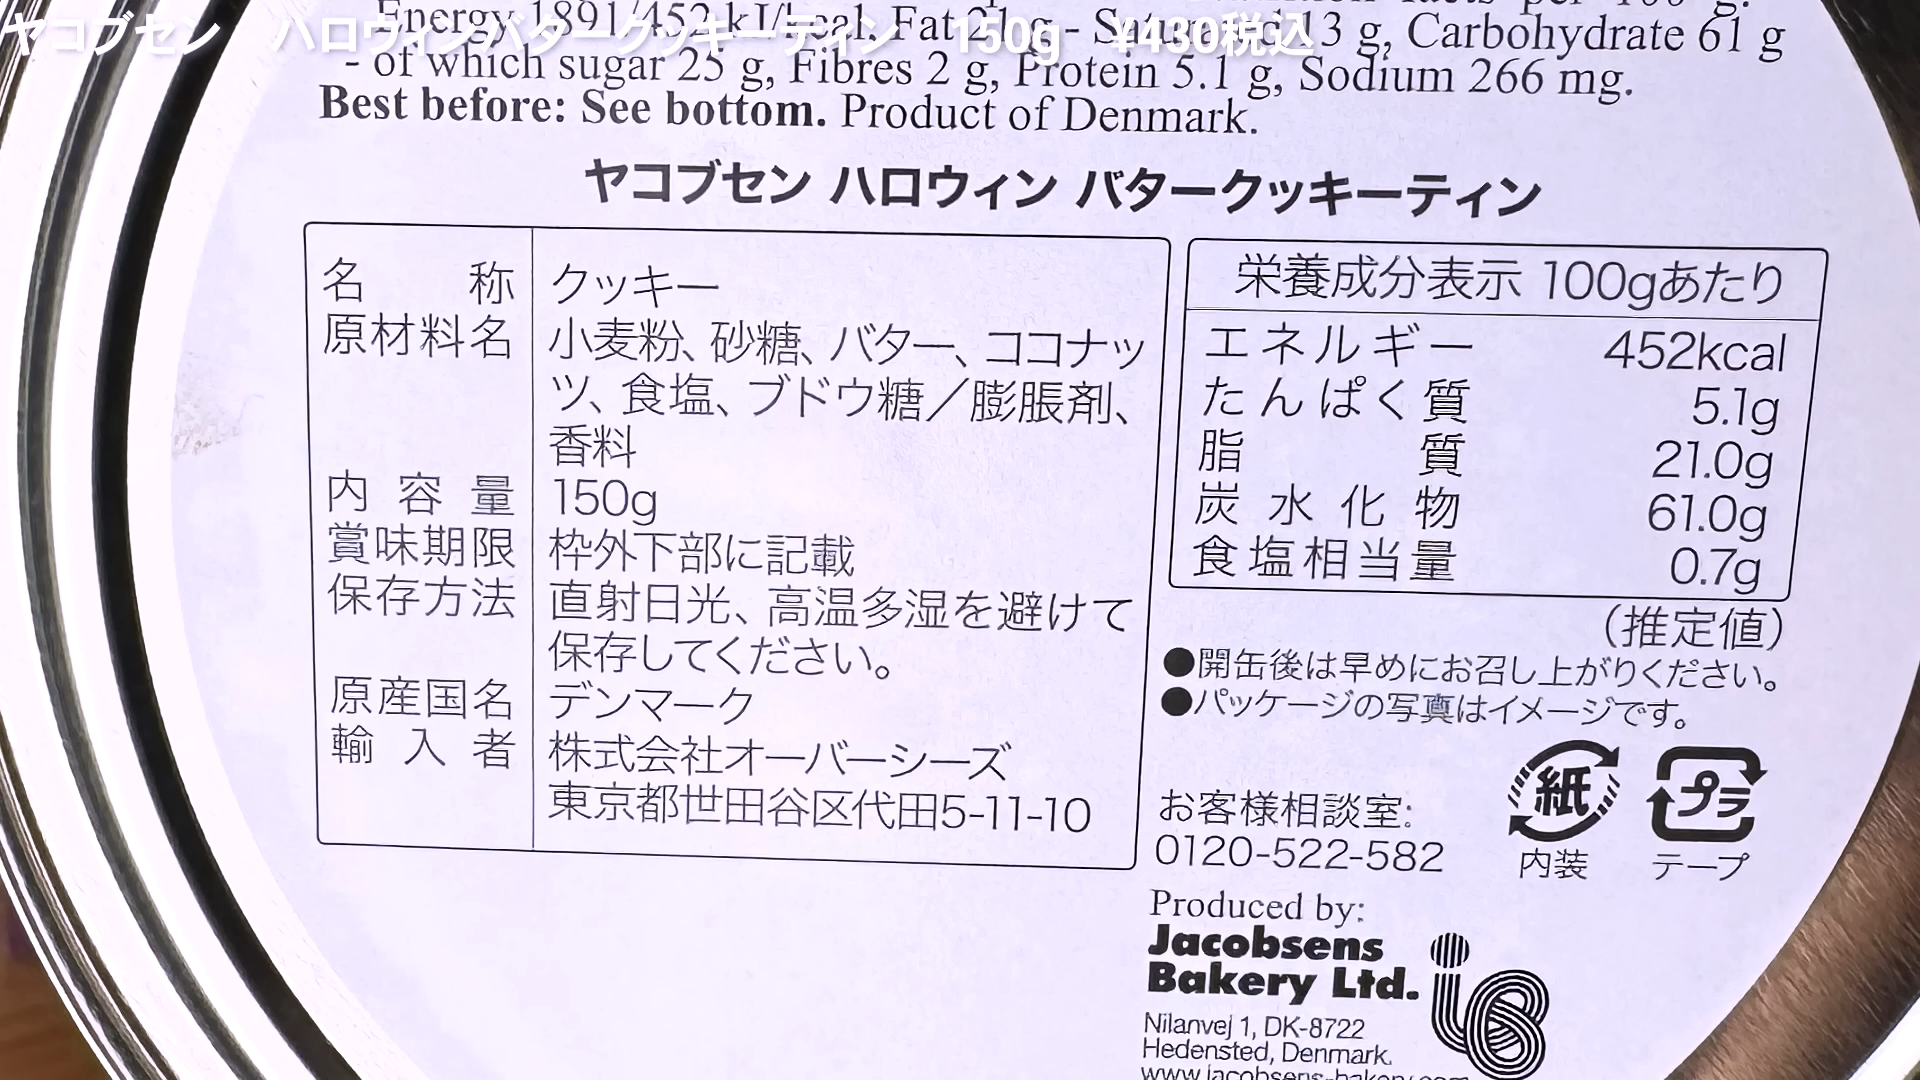 ヤコブセン ハロウィンバタークッキーティン 150g ¥430税込
Energy 1891/452 kJ/kcal, Fat 21 g - Saturated 13 g, Carbohydrate 61 g
- of which sugar 25 g, Fibres 2 g, Protein 5.1 g, Sodium 266 mg.
Best before: See bottom. Product of Denmark.
ヤコブセン ハロウィン バタークッキーティン
名称 クッキー
原材料名 小麦粉、砂糖、バター、ココナッ
ツ、食塩、ブドウ糖／膨脹剤、
香料
内容量 150g
賞味期限 枠外下部に記載
保存方法 直射日光、高温多湿を避けて
保存してください。
原産国名 デンマーク
輸入者 株式会社オーバーシーズ
東京都世田谷区代田5-11-10
栄養成分表示 100gあたり
エネルギー 452kcal
たんぱく質 5.1g
脂質 21.0g
炭水化物 61.0g
食塩相当量 0.7g
(推定値)
●開缶後は早めにお召し上がりください。
●パッケージの写真はイメージです。
お客様相談室:
0120-522-582
紙
内装
プラ
テープ
Produced by:
Jacobsens
Bakery Ltd.
Nilanvej 1, DK-8722
Hedensted, Denmark.